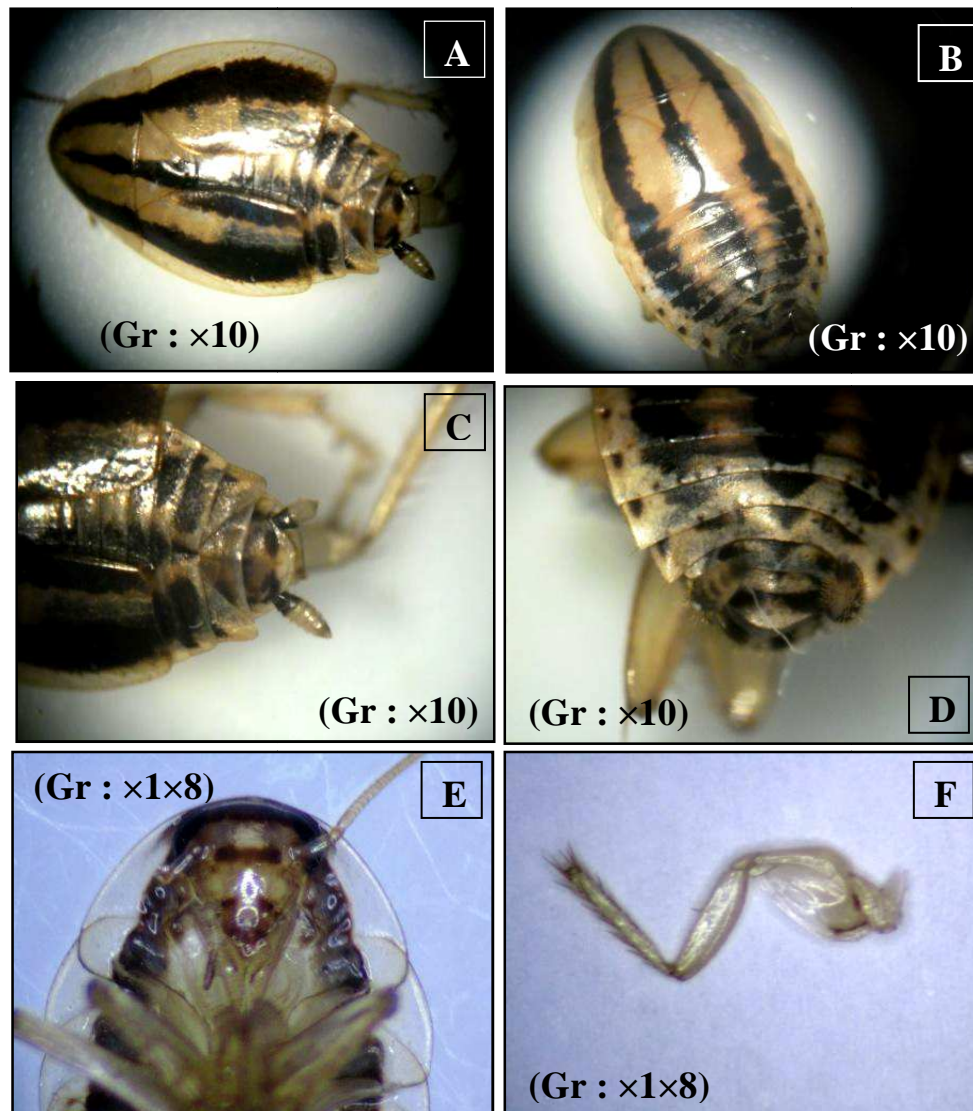 A
B
(Gr : ×10)
(Gr : ×10)
C
(Gr : ×10)
(Gr : ×10)
D
(Gr : ×1×8)
E
F
(Gr : ×1×8)